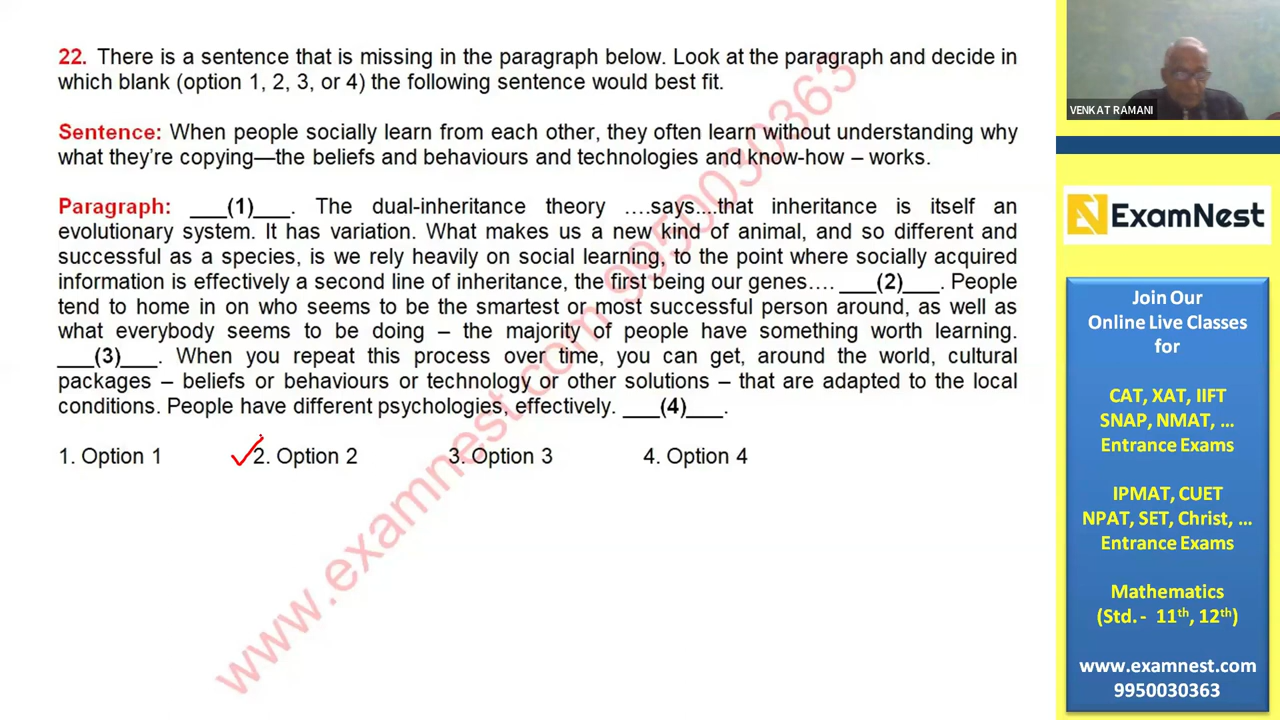 22. There is a sentence that is missing in the paragraph below. Look at the paragraph and decide in
which blank (option 1, 2, 3, or 4) the following sentence would best fit.
Sentence: When people socially learn from each other, they often learn without understanding why
what they’re copying—the beliefs and behaviours and technologies and know-how – works.
Paragraph: ___(1)___. The dual-inheritance theory ….says....that inheritance is itself an
evolutionary system. It has variation. What makes us a new kind of animal, and so different and
successful as a species, is we rely heavily on social learning, to the point where socially acquired
information is effectively a second line of inheritance, the first being our genes…. ___(2)___. People
tend to home in on who seems to be the smartest or most successful person around, as well as
what everybody seems to be doing – the majority of people have something worth learning.
___(3)___. When you repeat this process over time, you can get, around the world, cultural
packages – beliefs or behaviours or technology or other solutions – that are adapted to the local
conditions. People have different psychologies, effectively. ___(4)___.
1. Option 1 2. Option 2 3. Option 3 4. Option 4
www.examnest.com 9950030363
VENKAT RAMANI
ExamNest
Join Our
Online Live Classes
for
CAT, XAT, IIFT
SNAP, NMAT, ...
Entrance Exams
IPMAT, CUET
NPAT, SET, Christ, ...
Entrance Exams
Mathematics
(Std. - 11th, 12th)
www.examnest.com
9950030363